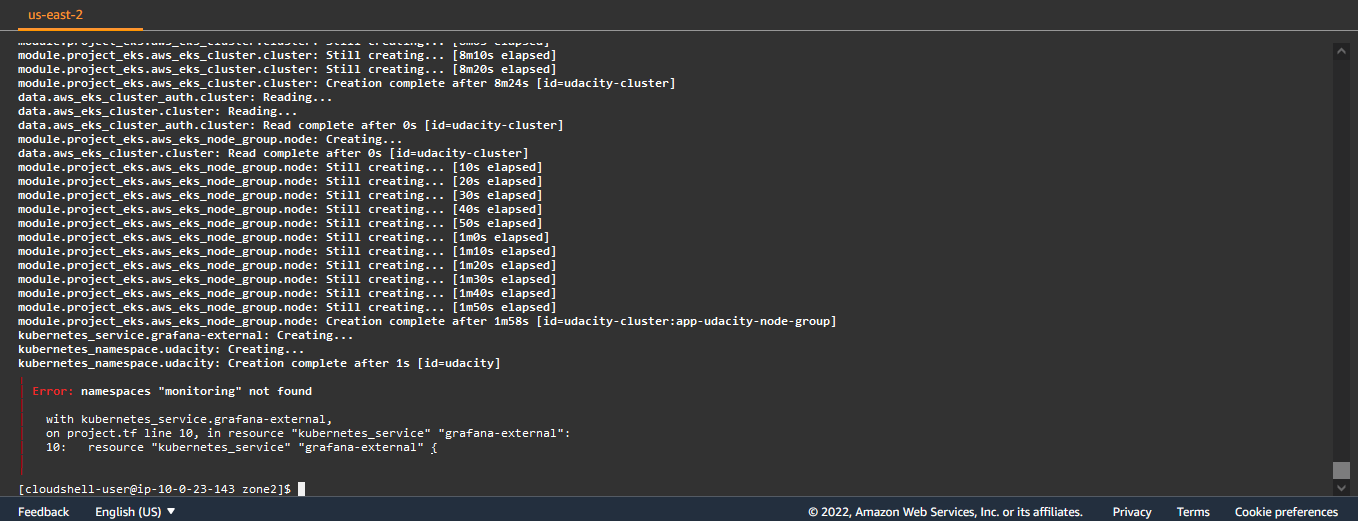 us-east-2
module.project_eks.aws_eks_cluster.cluster: Still creating... [8m0s elapsed]
module.project_eks.aws_eks_cluster.cluster: Still creating... [8m10s elapsed]
module.project_eks.aws_eks_cluster.cluster: Still creating... [8m20s elapsed]
module.project_eks.aws_eks_cluster.cluster: Creation complete after 8m24s [id=udacity-cluster]
data.aws_eks_cluster_auth.cluster: Reading...
data.aws_eks_cluster.cluster: Reading...
data.aws_eks_cluster_auth.cluster: Read complete after 0s [id=udacity-cluster]
module.project_eks.aws_eks_node_group.node: Creating...
data.aws_eks_cluster.cluster: Read complete after 0s [id=udacity-cluster]
module.project_eks.aws_eks_node_group.node: Still creating... [10s elapsed]
module.project_eks.aws_eks_node_group.node: Still creating... [20s elapsed]
module.project_eks.aws_eks_node_group.node: Still creating... [30s elapsed]
module.project_eks.aws_eks_node_group.node: Still creating... [40s elapsed]
module.project_eks.aws_eks_node_group.node: Still creating... [50s elapsed]
module.project_eks.aws_eks_node_group.node: Still creating... [1m0s elapsed]
module.project_eks.aws_eks_node_group.node: Still creating... [1m10s elapsed]
module.project_eks.aws_eks_node_group.node: Still creating... [1m20s elapsed]
module.project_eks.aws_eks_node_group.node: Still creating... [1m30s elapsed]
module.project_eks.aws_eks_node_group.node: Still creating... [1m40s elapsed]
module.project_eks.aws_eks_node_group.node: Still creating... [1m50s elapsed]
module.project_eks.aws_eks_node_group.node: Creation complete after 1m58s [id=udacity-cluster:app-udacity-node-group]
kubernetes_service.grafana-external: Creating...
kubernetes_namespace.udacity: Creating...
kubernetes_namespace.udacity: Creation complete after 1s [id=udacity]
Error: namespaces "monitoring" not found
with kubernetes_service.grafana-external,
on project.tf line 10, in resource "kubernetes_service" "grafana-external":
10: resource "kubernetes_service" "grafana-external" {
[cloudshell-user@ip-10-0-23-143 zone2]$
Feedback English (US) ▼ © 2022, Amazon Web Services, Inc. or its affiliates. Privacy Terms Cookie preferences